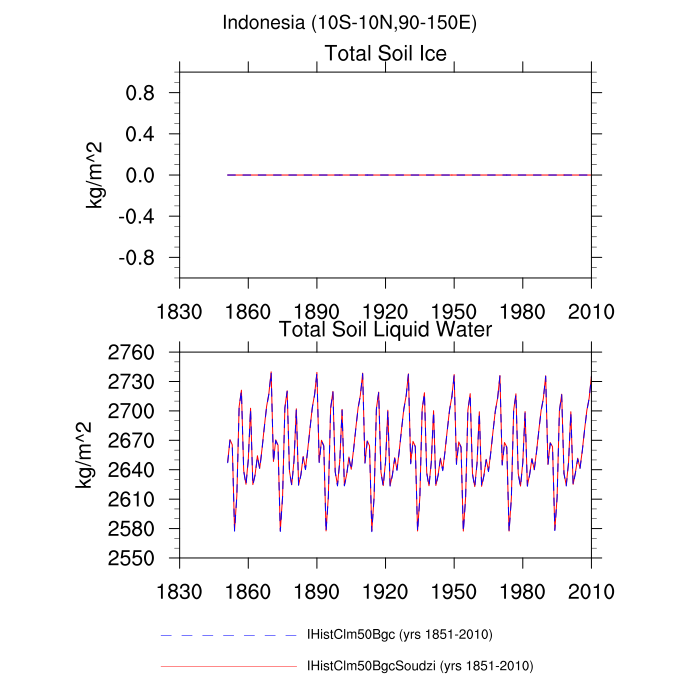 Indonesia (10S-10N,90-150E)
Total Soil Ice
kg/m^2
0.8
0.4
0.0
-0.4
-0.8
1830 1860 1890 1920 1950 1980 2010
Total Soil Liquid Water
kg/m^2
2760
2730
2700
2670
2640
2610
2580
2550
1830 1860 1890 1920 1950 1980 2010
IHistClm50Bgc (yrs 1851-2010)
IHistClm50BgcSoudzi (yrs 1851-2010)